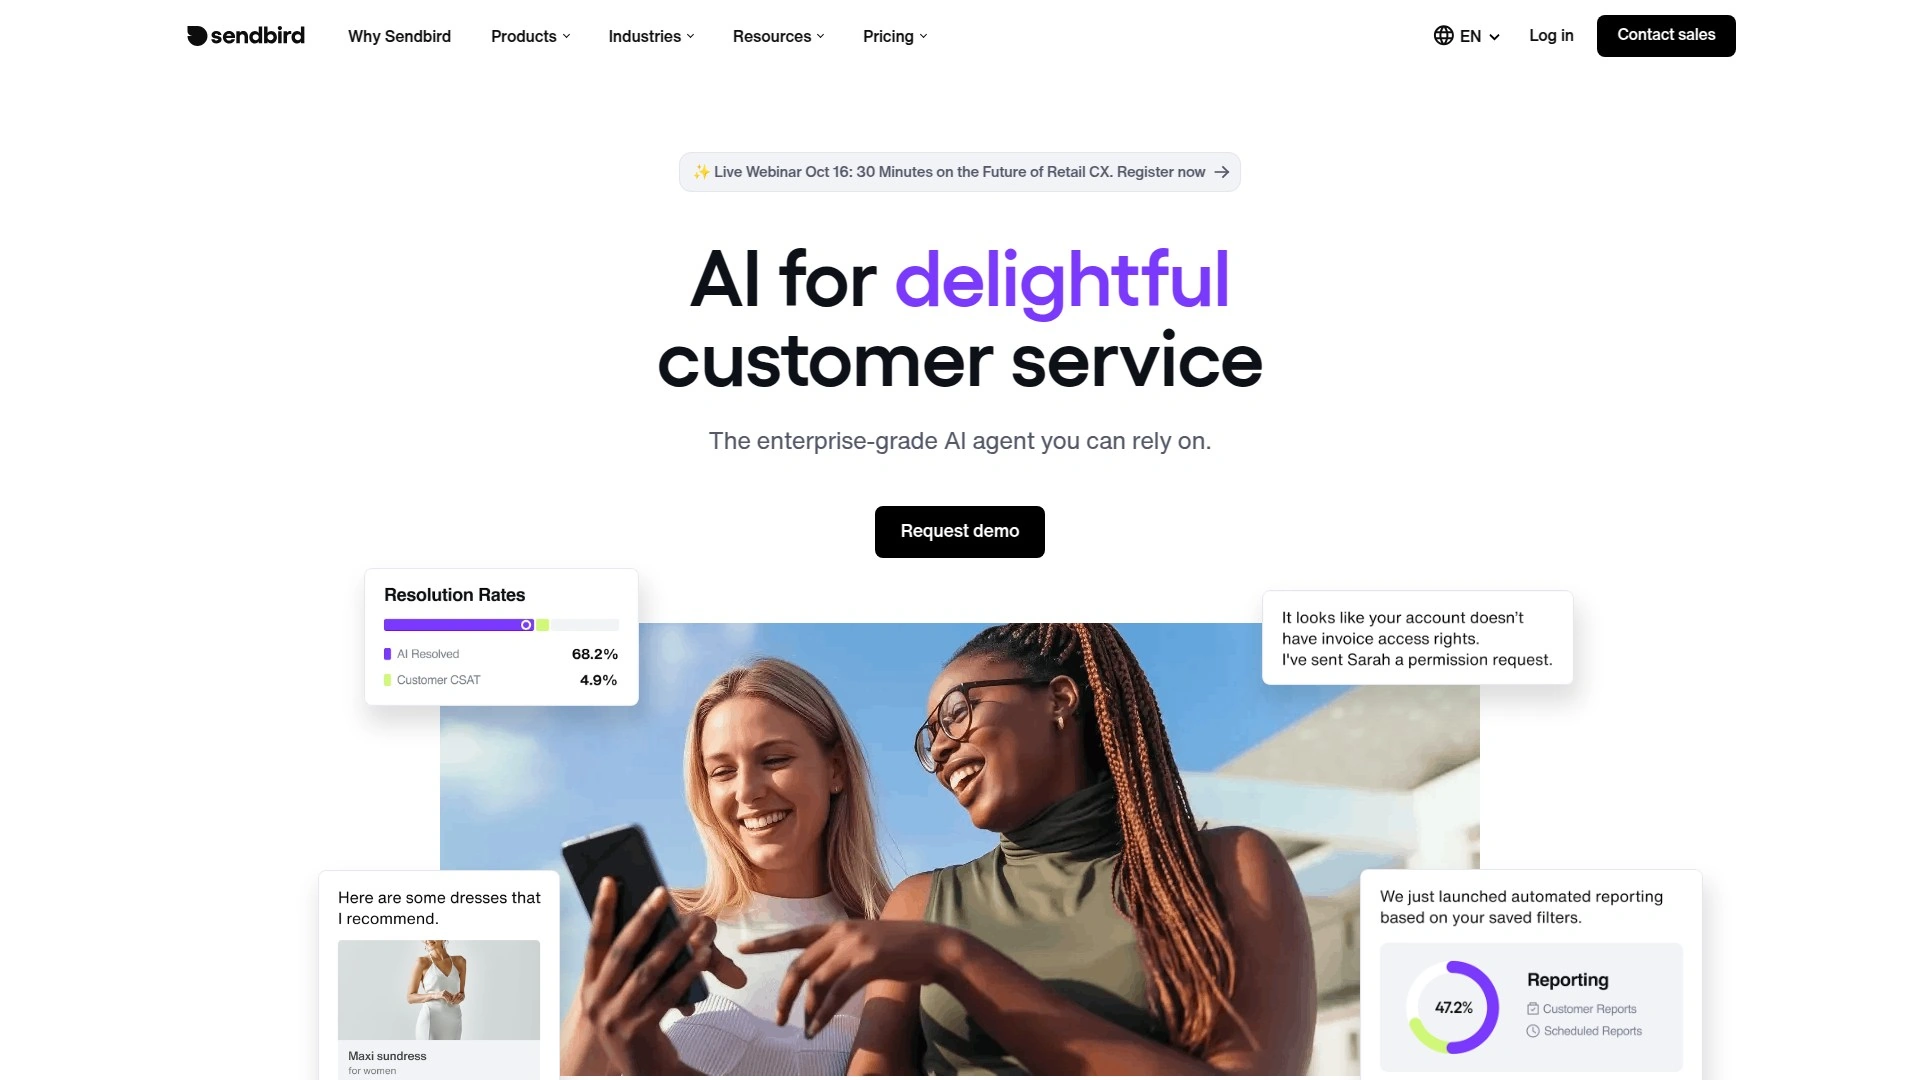 sendbird
Why Sendbird
Products
Industries
Resources
Pricing
EN
Log in
Contact sales
✨ Live Webinar Oct 16: 30 Minutes on the Future of Retail CX. Register now →
AI for delightful
customer service
The enterprise-grade AI agent you can rely on.
Request demo
Resolution Rates
AI Resolved 68.2%
Customer CSAT 4.9%
It looks like your account doesn't
have invoice access rights.
I've sent Sarah a permission request.
Here are some dresses that
I recommend.
Maxi sundress
for women
We just launched automated reporting
based on your saved filters.
47.2%
Reporting
Customer Reports
Scheduled Reports